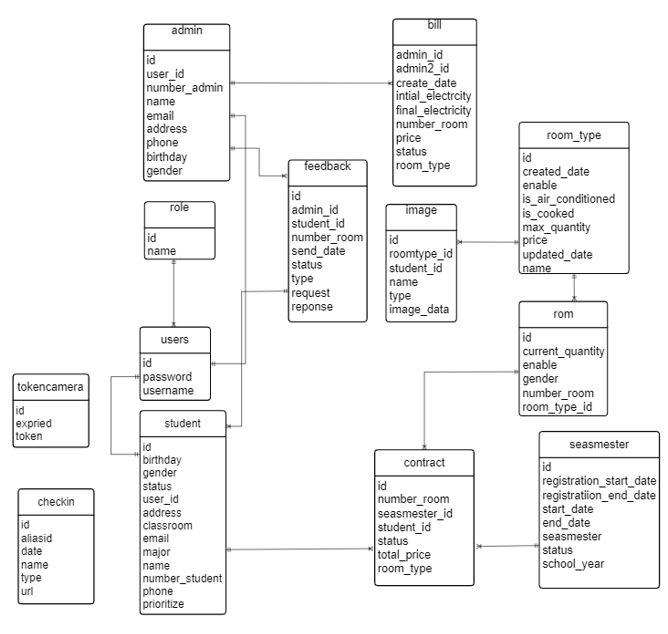 admin
id
user_id
number_admin
name
email
address
phone
birthday
gender
bill
admin_id
admin2_id
create_date
intial_electrcity
final_electricity
number_room
price
status
room_type
room_type
id
created_date
enable
is_air_conditioned
is_cooked
max_quantity
price
updated_date
name
feedback
id
admin_id
student_id
number_room
send_date
status
type
request
reponse
role
id
name
image
id
roomtype_id
student_id
name
type
image_data
rom
id
current_quantity
enable
gender
number_room
room_type_id
users
id
password
username
tokencamera
id
expried
token
student
id
birthday
gender
status
user_id
address
classroom
email
major
name
number_student
phone
prioritize
contract
id
number_room
seasmester_id
student_id
status
total_price
room_type
seasmester
id
registration_start_date
registratiion_end_date
start_date
end_date
seasmester
status
school_year
checkin
id
aliasid
date
name
type
url